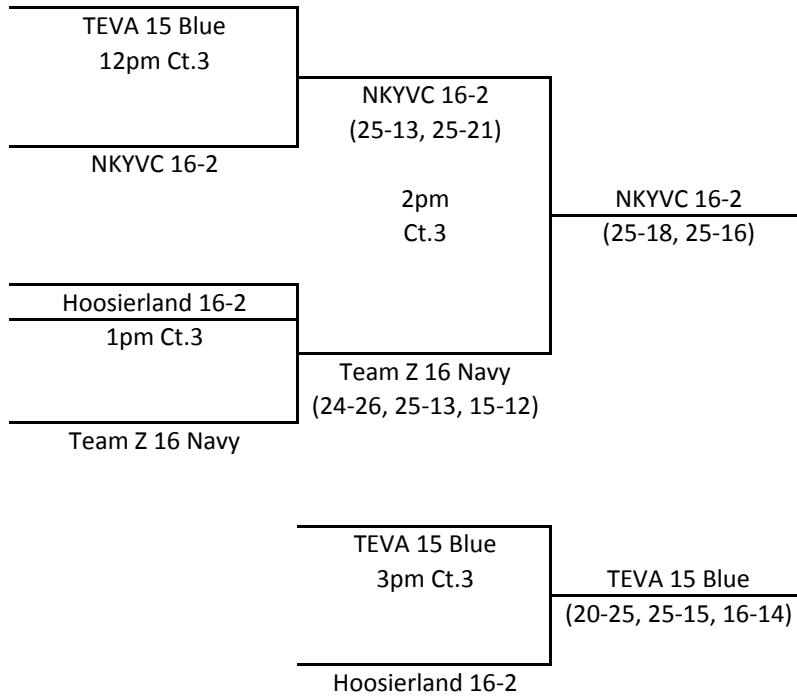 TEVA 15 Blue
12pm Ct.3
NKYVC 16-2
NKYVC 16-2
(25-13, 25-21)
2pm
Ct.3
NKYVC 16-2
(25-18, 25-16)
Hoosierland 16-2
1pm Ct.3
Team Z 16 Navy
Team Z 16 Navy
(24-26, 25-13, 15-12)
TEVA 15 Blue
3pm Ct.3
Hoosierland 16-2
TEVA 15 Blue
(20-25, 25-15, 16-14)